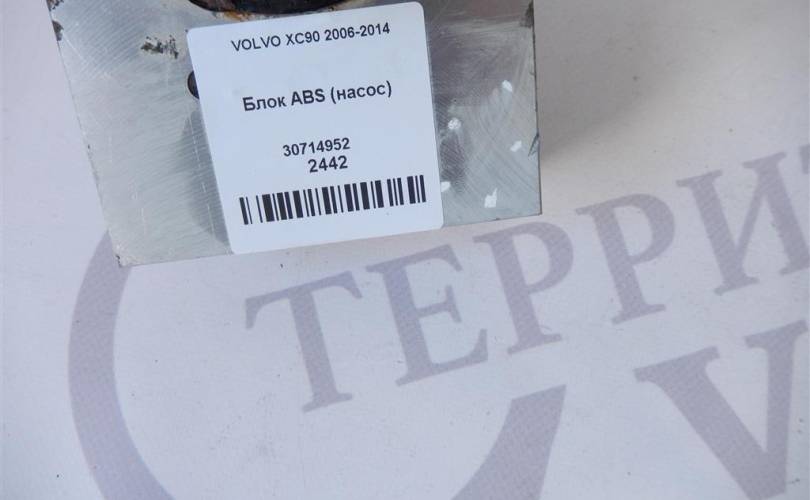 VOLVO XC90 2006-2014
Блок ABS (насос)
30714952
2442
ТЕРРИТ
V